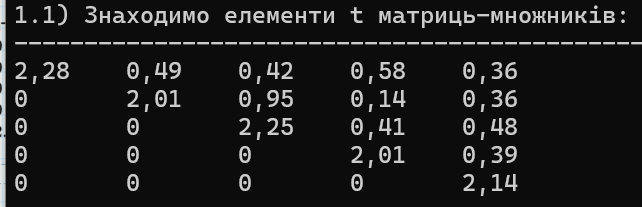 1.1) Знаходимо елементи t матриць-множників:
---------------------------------------------
2,28 0,49 0,42 0,58 0,36
0 2,01 0,95 0,14 0,36
0 0 2,25 0,41 0,48
0 0 0 2,01 0,39
0 0 0 0 2,14